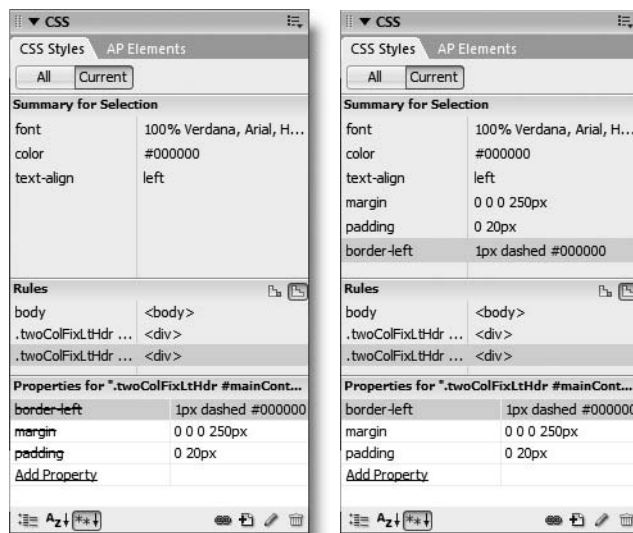 CSS
CSS Styles AP Elements
All Current
Summary for Selection
font 100% Verdana, Arial, H...
color #000000
text-align left
Rules
body <body>
.twoColFixLtHdr ... <div>
.twoColFixLtHdr ... <div>
Properties for ".twoColFixLtHdr #mainCont...
border-left 1px dashed #000000
margin 0 0 0 250px
padding 0 20px
Add Property
CSS
CSS Styles AP Elements
All Current
Summary for Selection
font 100% Verdana, Arial, H...
color #000000
text-align left
margin 0 0 0 250px
padding 0 20px
border-left 1px dashed #000000
Rules
body <body>
.twoColFixLtHdr ... <div>
.twoColFixLtHdr ... <div>
Properties for ".twoColFixLtHdr #mainCont...
border-left 1px dashed #000000
margin 0 0 0 250px
padding 0 20px
Add Property